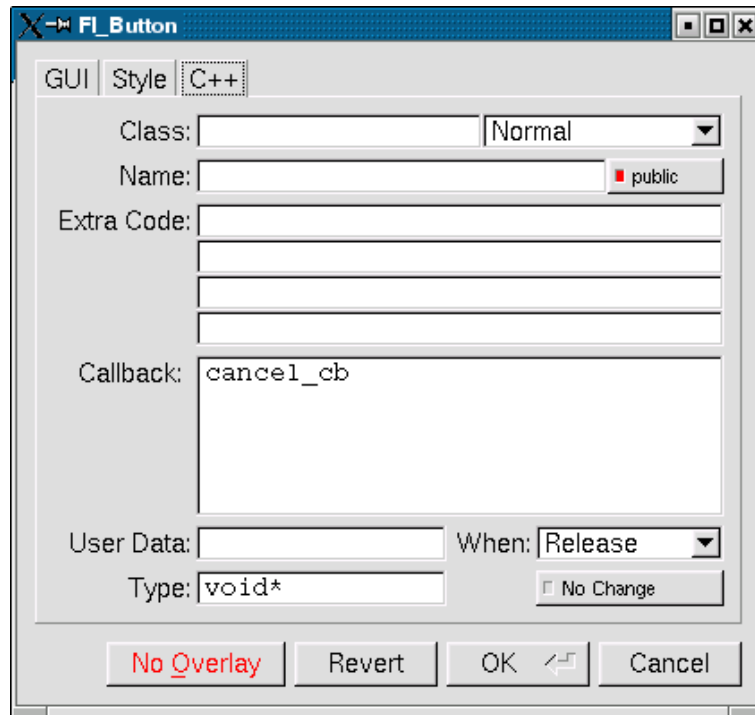 Fl_Button
GUI Style C++
Class: Normal
Name: public
Extra Code:
Callback: cancel_cb
User Data: When: Release
Type: void* No Change
No Overlay Revert OK Cancel